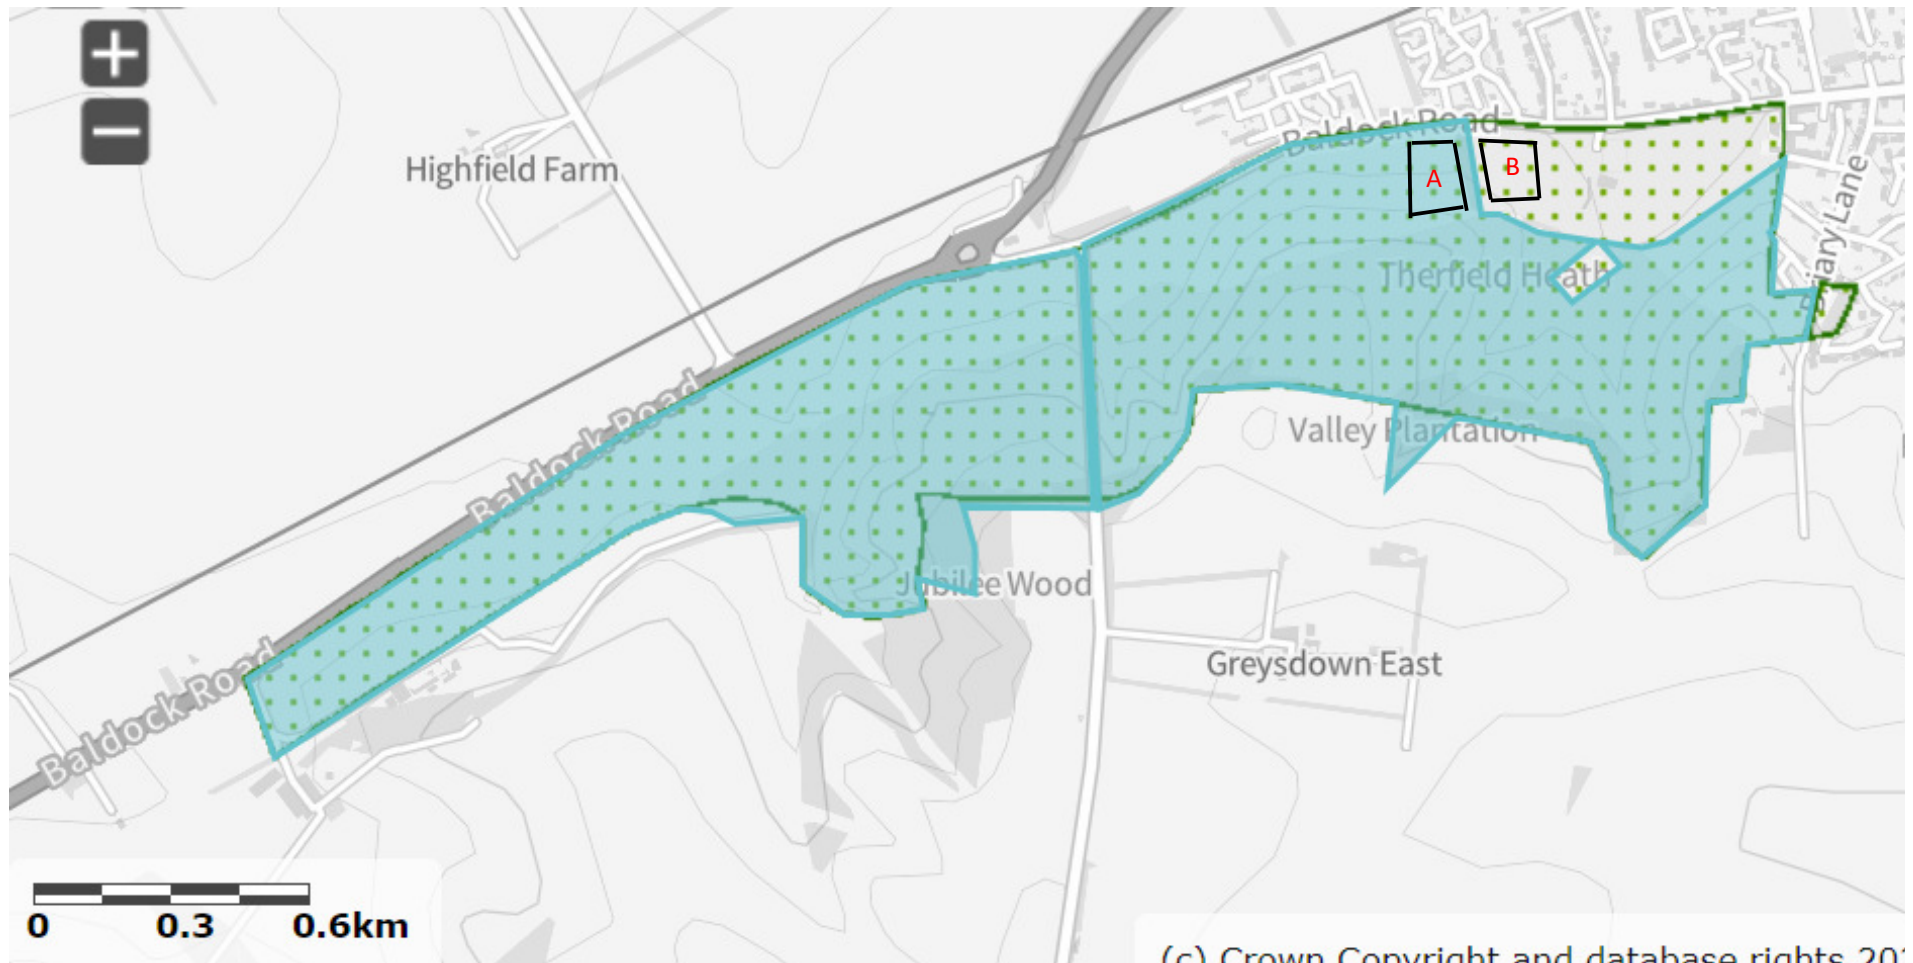 +
−
Highfield Farm
Baldock Road
A
B
Briary Lane
Therfield Heath
Baldock Road
Valley Plantation
Jubilee Wood
Greysdown East
Baldock Road
0 0.3 0.6km
(c) Crown Copyright and database rights